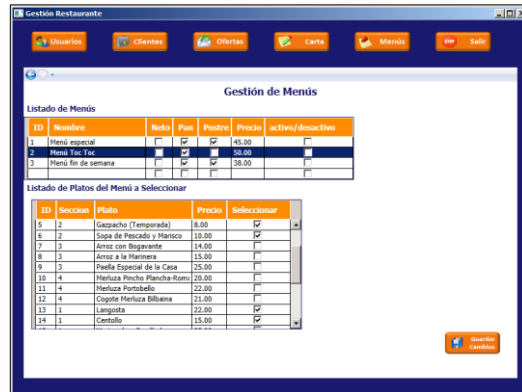 Gestión Restaurante
Usuarios Clientes Ofertas Carta Menús STOP Salir
Gestión de Menús
Listado de Menús
ID Nombre Neto Pan Postre Precio activo/desactivo
1 Menú especial 45.00
2 Menú Toc Toc 50.00
3 Menú fin de semana 38.00
Listado de Platos del Menú a Seleccionar
ID Seccion Plato Precio Seleccionar
5 2 Gazpacho (Temporada) 8.00
6 2 Sopa de Pescado y Marisco 10.00
7 3 Arroz con Bogavante 14.00
8 3 Arroz a la Marinera 15.00
9 3 Paella Especial de la Casa 25.00
10 4 Merluza Pincho Plancha-Roma 20.00
11 4 Merluza Portobello 22.00
12 4 Cogote Merluza Bilbaina 21.00
13 1 Langosta 22.00
14 1 Centollo 15.00
Guardar
Cambios